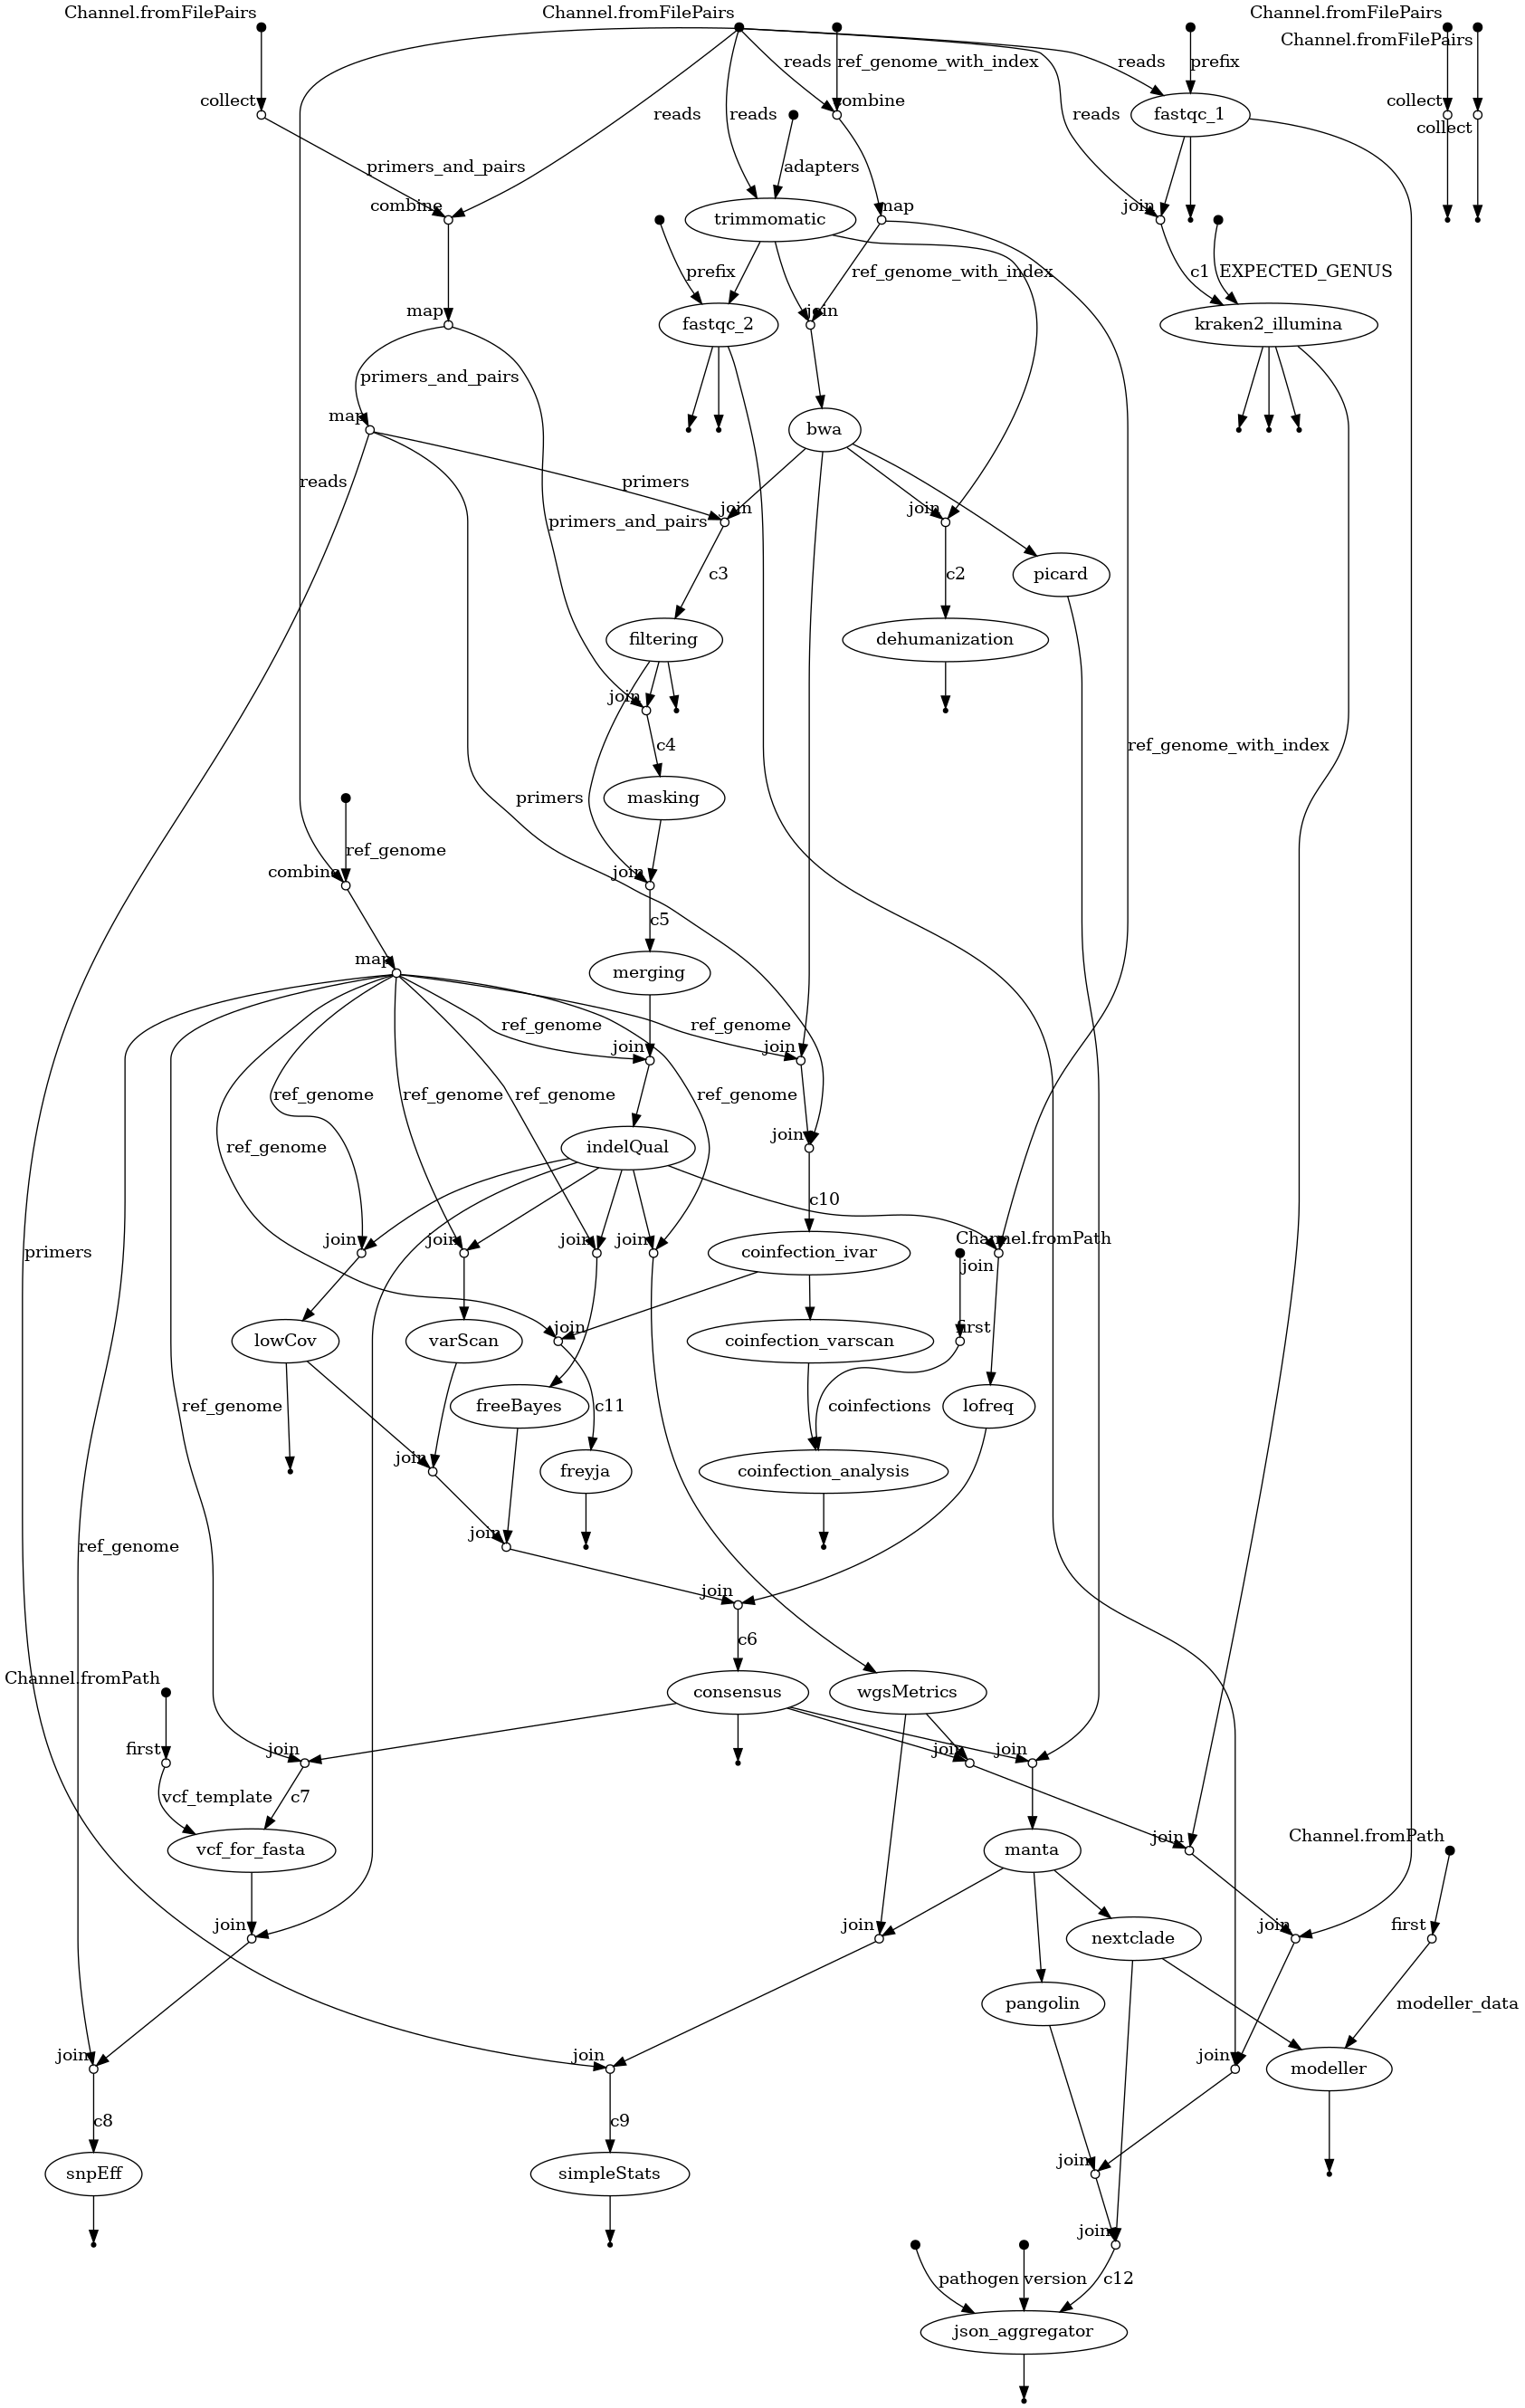 Channel.fromFilePairs
Channel.fromFilePairs
Channel.fromFilePairs
Channel.fromFilePairs
reads
ref_genome_with_index
reads
prefix
collect
combine
fastqc_1
collect
collect
reads
reads
reads
primers_and_pairs
adapters
combine
trimmomatic
map
join
prefix
ref_genome_with_index
c1
EXPECTED_GENUS
map
fastqc_2
join
kraken2_illumina
primers_and_pairs
map
bwa
reads
primers
join
primers_and_pairs
join
c3
c2
picard
filtering
dehumanization
join
c4
ref_genome_with_index
primers
masking
ref_genome
combine
join
c5
map
merging
ref_genome
ref_genome
join
join
ref_genome
ref_genome
ref_genome
ref_genome
ref_genome
indelQual
join
c10
primers
join
join
join
join
coinfection_ivar
Channel.fromPath
join
lowCov
varScan
join
coinfection_varscan
first
ref_genome
freeBayes
c11
coinfections
lofreq
join
freyja
coinfection_analysis
ref_genome
join
join
c6
Channel.fromPath
consensus
wgsMetrics
first
join
join
join
vcf_template
c7
vcf_for_fasta
manta
join
Channel.fromPath
join
join
nextclade
join
first
pangolin
modeller_data
join
join
join
modeller
c8
c9
join
snpEff
simpleStats
join
pathogen
version
c12
json_aggregator